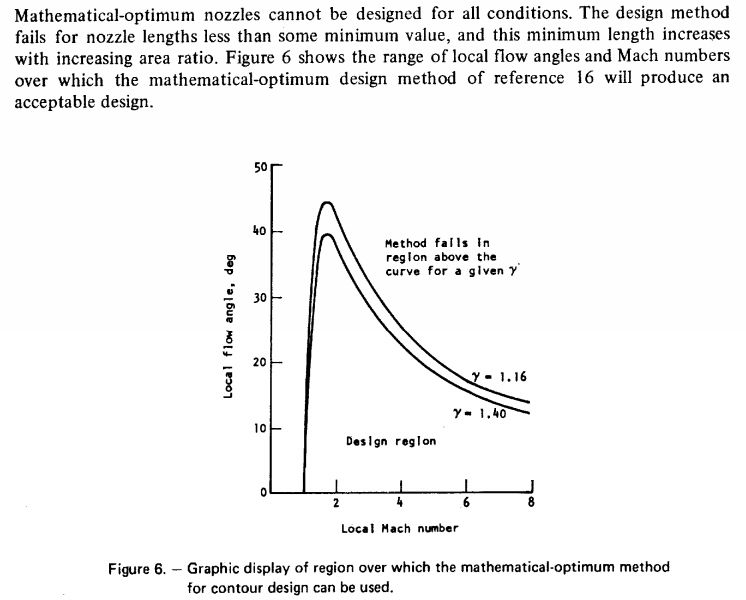 Mathematical-optimum nozzles cannot be designed for all conditions. The design method
fails for nozzle lengths less than some minimum value, and this minimum length increases
with increasing area ratio. Figure 6 shows the range of local flow angles and Mach numbers
over which the mathematical-optimum design method of reference 16 will produce an
acceptable design.
50
40
30
20
10
0
Local flow angle, deg
Method fails in
region above the
curve for a given γ
γ = 1.16
γ = 1.40
Design region
2
4
6
8
Local Mach number
Figure 6. — Graphic display of region over which the mathematical-optimum method
for contour design can be used.